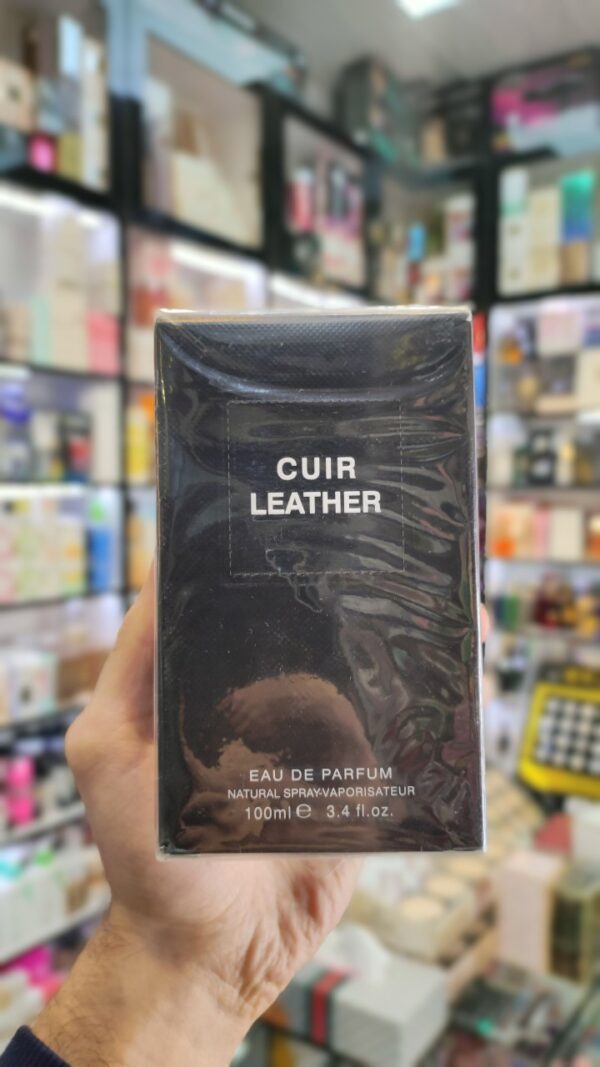 CUIR
LEATHER
EAU DE PARFUM
NATURAL SPRAY-VAPORISATEUR
100ml ℮ 3.4 fl.oz.